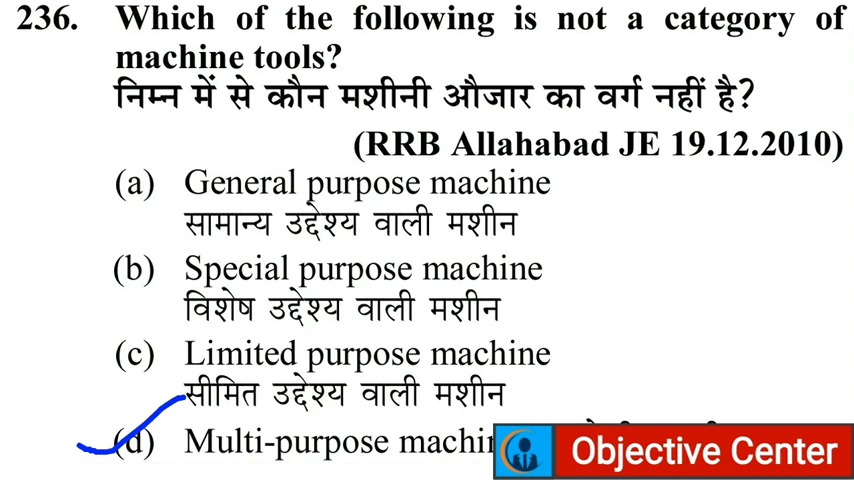 236. Which of the following is not a category of
machine tools?
निम्न में से कौन मशीनी औजार का वर्ग नहीं है?
(RRB Allahabad JE 19.12.2010)
(a) General purpose machine
सामान्य उद्देश्य वाली मशीन
(b) Special purpose machine
विशेष उद्देश्य वाली मशीन
(c) Limited purpose machine
सीमित उद्देश्य वाली मशीन
(d) Multi-purpose
Objective Center